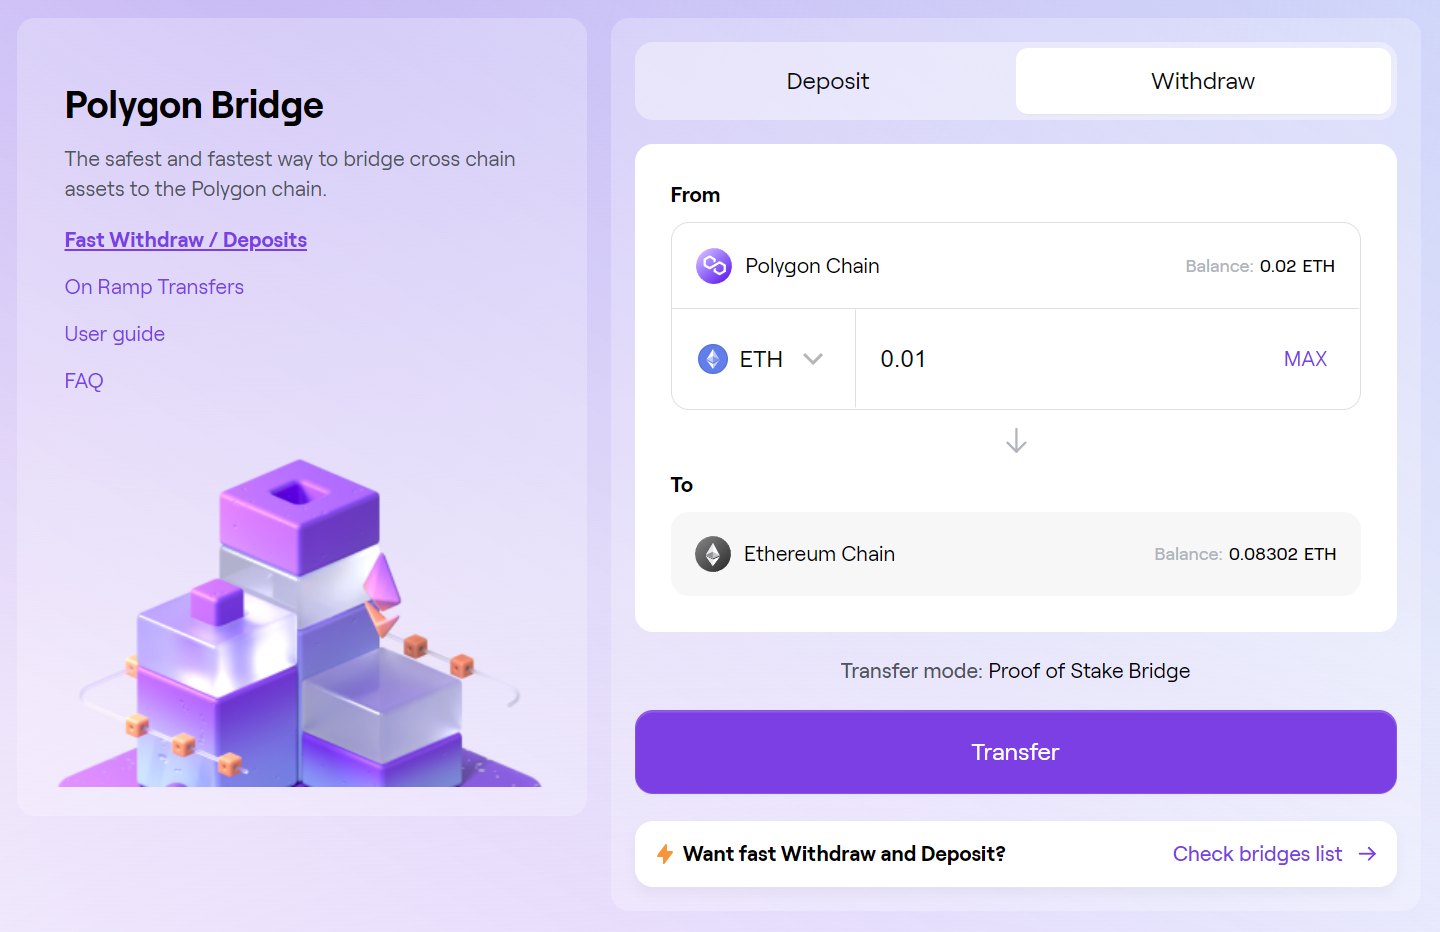 Polygon Bridge
The safest and fastest way to bridge cross chain
assets to the Polygon chain.
Fast Withdraw / Deposits
On Ramp Transfers
User guide
FAQ
Deposit
Withdraw
From
Polygon Chain
Balance: 0.02 ETH
ETH
0.01
MAX
To
Ethereum Chain
Balance: 0.08302 ETH
Transfer mode: Proof of Stake Bridge
Transfer
Want fast Withdraw and Deposit?
Check bridges list